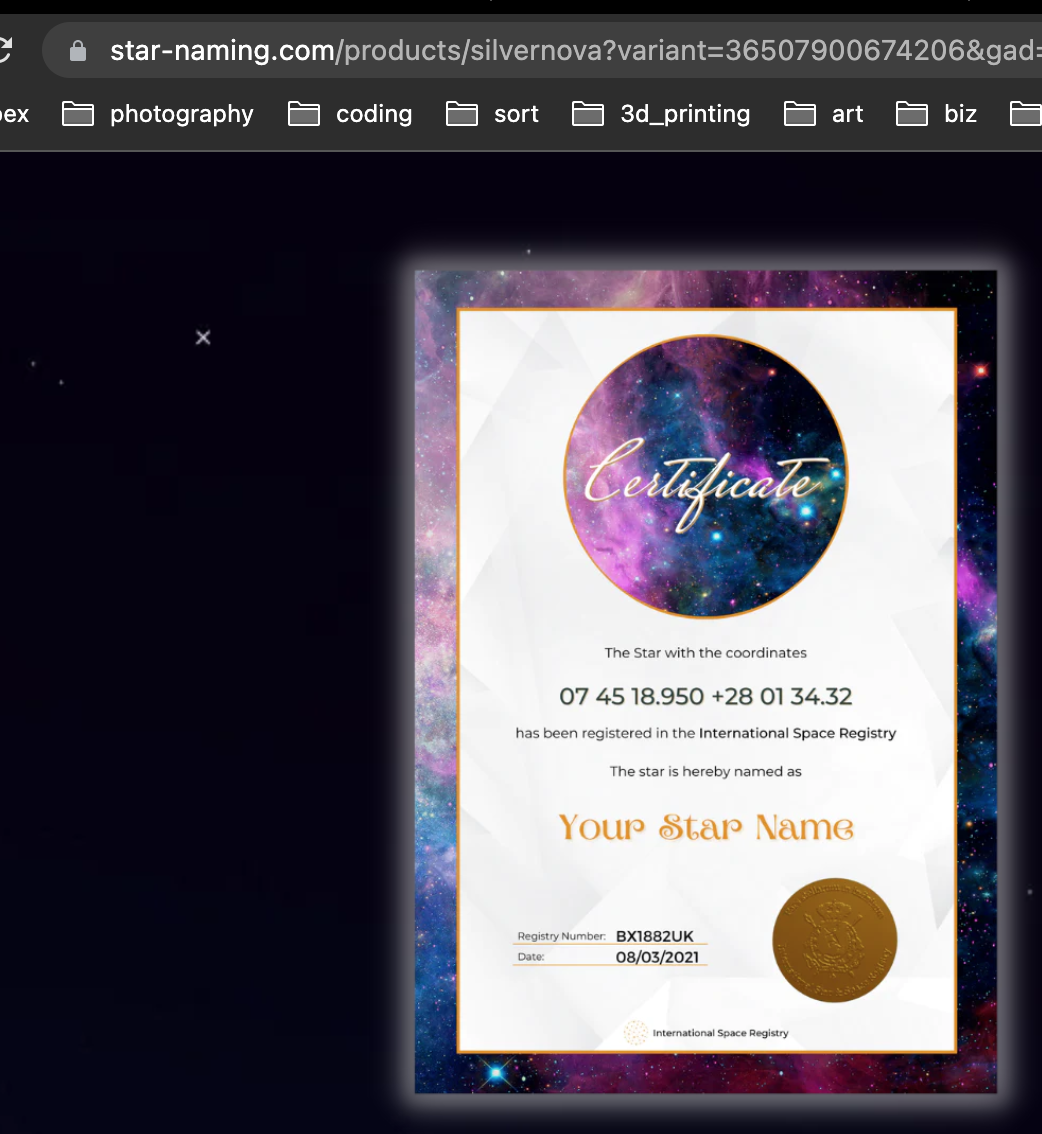 star-naming.com/products/silvernova?variant=36507900674206&gad=
ex photography coding sort 3d_printing art biz
Certificate
The Star with the coordinates
07 45 18.950 +28 01 34.32
has been registered in the International Space Registry
The star is hereby named as
Your Star Name
Registry Number: BX1882UK
Date: 08/03/2021
International Space Registry